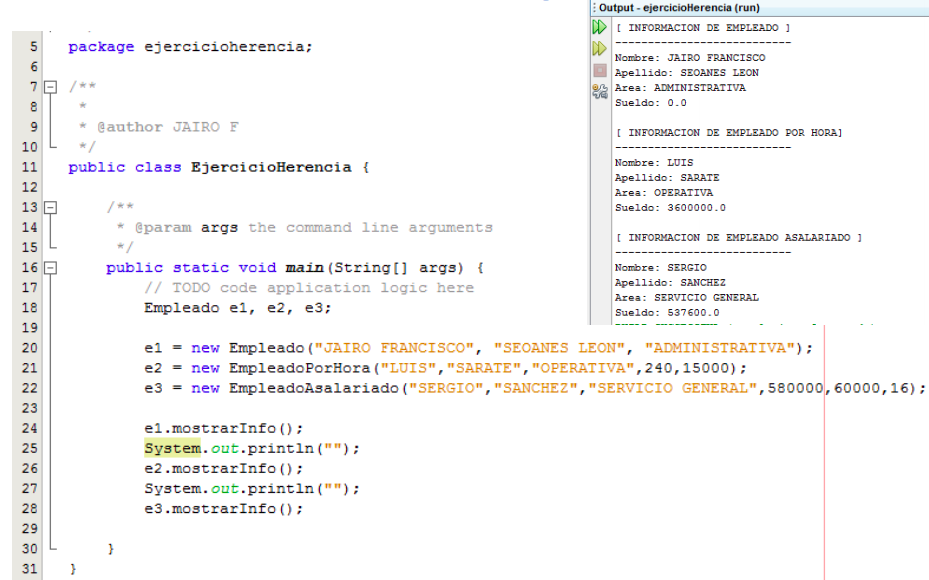 Output - ejercicioHerencia (run)
[ INFORMACION DE EMPLEADO ]
---------------------------
Nombre: JAIRO FRANCISCO
Apellido: SEOANES LEON
Area: ADMINISTRATIVA
Sueldo: 0.0
[ INFORMACION DE EMPLEADO POR HORA]
---------------------------
Nombre: LUIS
Apellido: SARATE
Area: OPERATIVA
Sueldo: 3600000.0
[ INFORMACION DE EMPLEADO ASALARIADO ]
---------------------------
Nombre: SERGIO
Apellido: SANCHEZ
Area: SERVICIO GENERAL
Sueldo: 537600.0
5 package ejercicioherencia;
6
7 /**
8 *
9 * @author JAIRO F
10 */
11 public class EjercicioHerencia {
12
13 /**
14 * @param args the command line arguments
15 */
16 public static void main(String[] args) {
17 // TODO code application logic here
18 Empleado e1, e2, e3;
19
20 e1 = new Empleado("JAIRO FRANCISCO", "SEOANES LEON", "ADMINISTRATIVA");
21 e2 = new EmpleadoPorHora("LUIS","SARATE","OPERATIVA",240,15000);
22 e3 = new EmpleadoAsalariado("SERGIO","SANCHEZ","SERVICIO GENERAL",580000,60000,16);
23
24 e1.mostrarInfo();
25 System.out.println("");
26 e2.mostrarInfo();
27 System.out.println("");
28 e3.mostrarInfo();
29
30 }
31 }